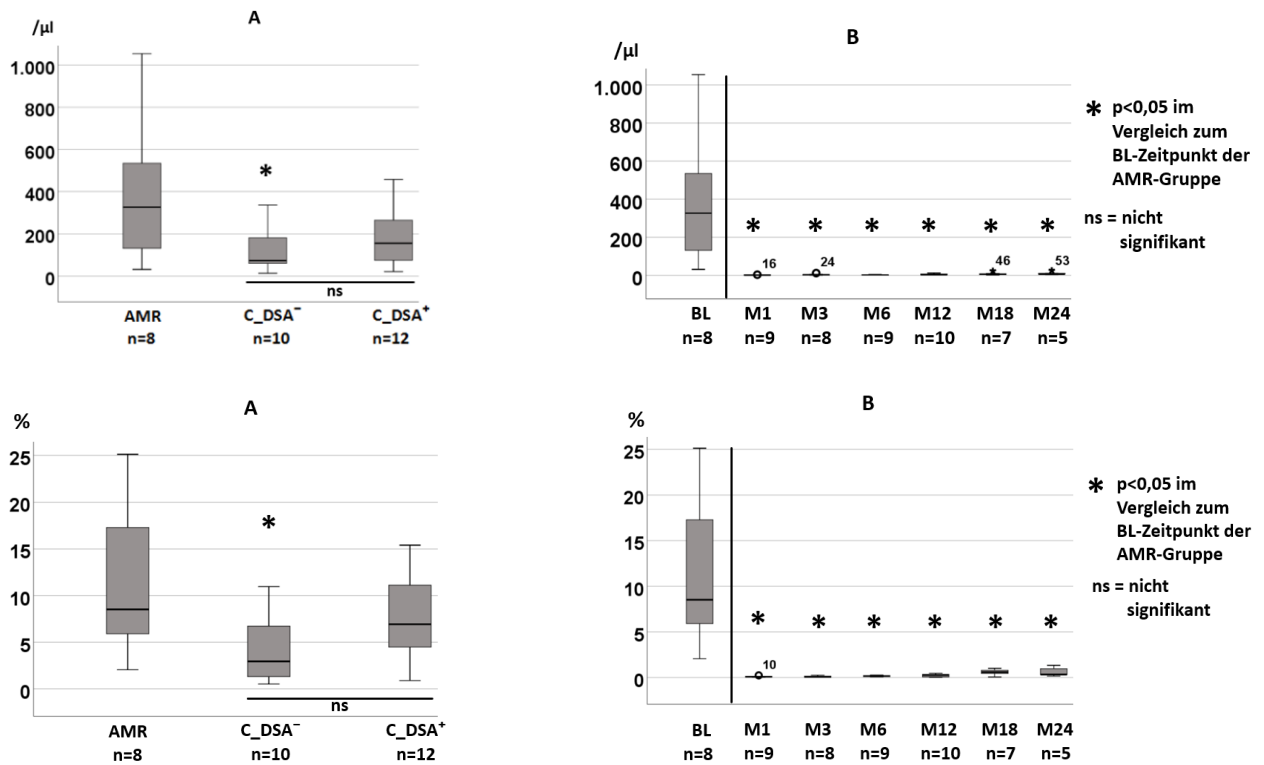 A
/µl
1.000
800
600
400
200
0
*
ns
AMR
C_DSA⁻
C_DSA⁺
n=8
n=10
n=12
B
/µl
1.000
800
600
400
200
0
* * * * * *
16
24
46
53
BL M1 M3 M6 M12 M18 M24
n=8 n=9 n=8 n=9 n=10 n=7 n=5
* p<0,05 im
Vergleich zum
BL-Zeitpunkt der
AMR-Gruppe
ns = nicht
signifikant
A
%
25
20
15
10
5
0
*
ns
AMR
C_DSA⁻
C_DSA⁺
n=8
n=10
n=12
B
%
25
20
15
10
5
0
* * * * * *
10
BL M1 M3 M6 M12 M18 M24
n=8 n=9 n=8 n=9 n=10 n=7 n=5
* p<0,05 im
Vergleich zum
BL-Zeitpunkt der
AMR-Gruppe
ns = nicht
signifikant